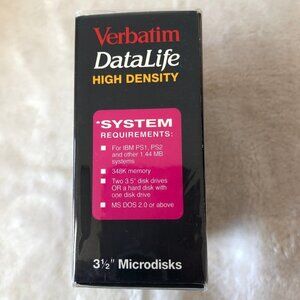 Verbatim
DataLife
HIGH DENSITY
*SYSTEM
REQUIREMENTS:
■ For IBM PS1, PS2
and other 1.44 MB
systems
■ 348K memory
■ Two 3.5" disk drives
OR a hard disk with
one disk drive
■ MS DOS 2.0 or above
3½" Microdisks